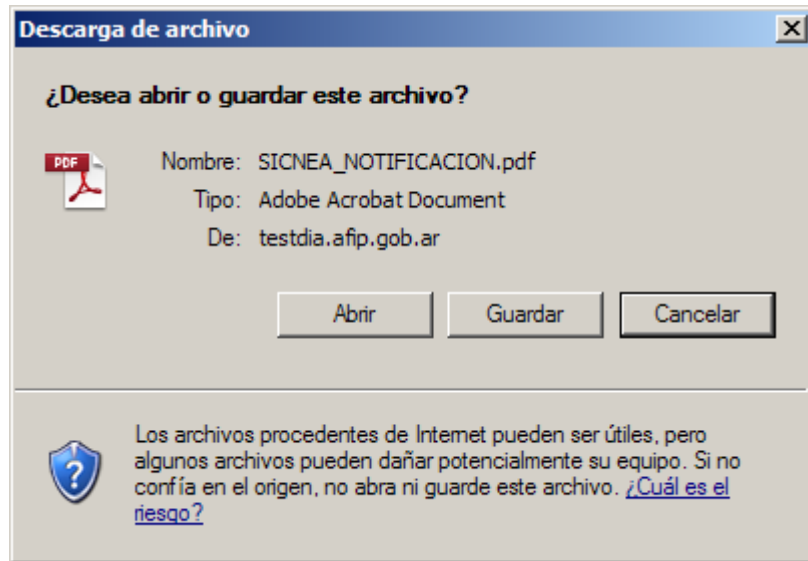 Descarga de archivo
¿Desea abrir o guardar este archivo?
PDF
Nombre: SICNEA_NOTIFICACION.pdf
Tipo: Adobe Acrobat Document
De: testdia.afip.gob.ar
Abrir Guardar Cancelar
Los archivos procedentes de Internet pueden ser útiles, pero
algunos archivos pueden dañar potencialmente su equipo. Si no
confía en el origen, no abra ni guarde este archivo. ¿Cuál es el
riesgo?